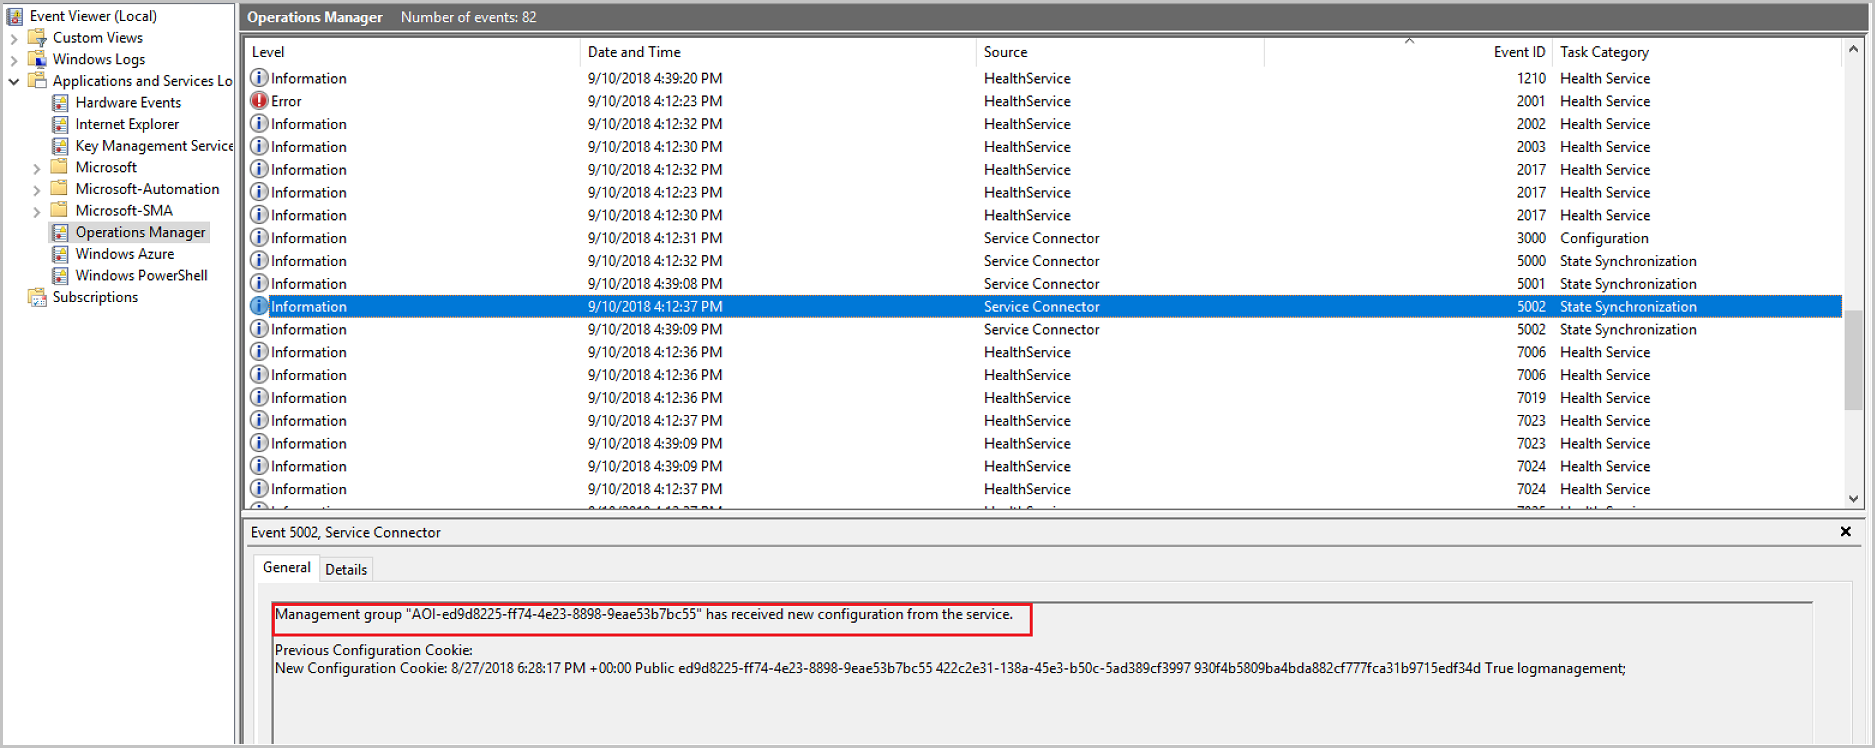 Event Viewer (Local)
Custom Views
Windows Logs
Applications and Services Lo
Hardware Events
Internet Explorer
Key Management Service
Microsoft
Microsoft-Automation
Microsoft-SMA
Operations Manager
Windows Azure
Windows PowerShell
Subscriptions
Operations Manager Number of events: 82
Level Date and Time Source Event ID Task Category
Information 9/10/2018 4:39:20 PM HealthService 1210 Health Service
Error 9/10/2018 4:12:23 PM HealthService 2001 Health Service
Information 9/10/2018 4:12:32 PM HealthService 2002 Health Service
Information 9/10/2018 4:12:30 PM HealthService 2003 Health Service
Information 9/10/2018 4:12:32 PM HealthService 2017 Health Service
Information 9/10/2018 4:12:23 PM HealthService 2017 Health Service
Information 9/10/2018 4:12:30 PM HealthService 2017 Health Service
Information 9/10/2018 4:12:31 PM Service Connector 3000 Configuration
Information 9/10/2018 4:12:32 PM Service Connector 5000 State Synchronization
Information 9/10/2018 4:39:08 PM Service Connector 5001 State Synchronization
Information 9/10/2018 4:12:37 PM Service Connector 5002 State Synchronization
Information 9/10/2018 4:39:09 PM Service Connector 5002 State Synchronization
Information 9/10/2018 4:12:36 PM HealthService 7006 Health Service
Information 9/10/2018 4:12:36 PM HealthService 7006 Health Service
Information 9/10/2018 4:12:36 PM HealthService 7019 Health Service
Information 9/10/2018 4:12:37 PM HealthService 7023 Health Service
Information 9/10/2018 4:39:09 PM HealthService 7023 Health Service
Information 9/10/2018 4:39:09 PM HealthService 7024 Health Service
Information 9/10/2018 4:12:37 PM HealthService 7024 Health Service
Event 5002, Service Connector
General Details
Management group "AOI-ed9d8225-ff74-4e23-8898-9eae53b7bc55" has received new configuration from the service.
Previous Configuration Cookie:
New Configuration Cookie: 8/27/2018 6:28:17 PM +00:00 Public ed9d8225-ff74-4e23-8898-9eae53b7bc55 422c2e31-138a-45e3-b50c-5ad389cf3997 930f4b5809ba4bda882cf777fca31b9715edf34d True logmanagement;